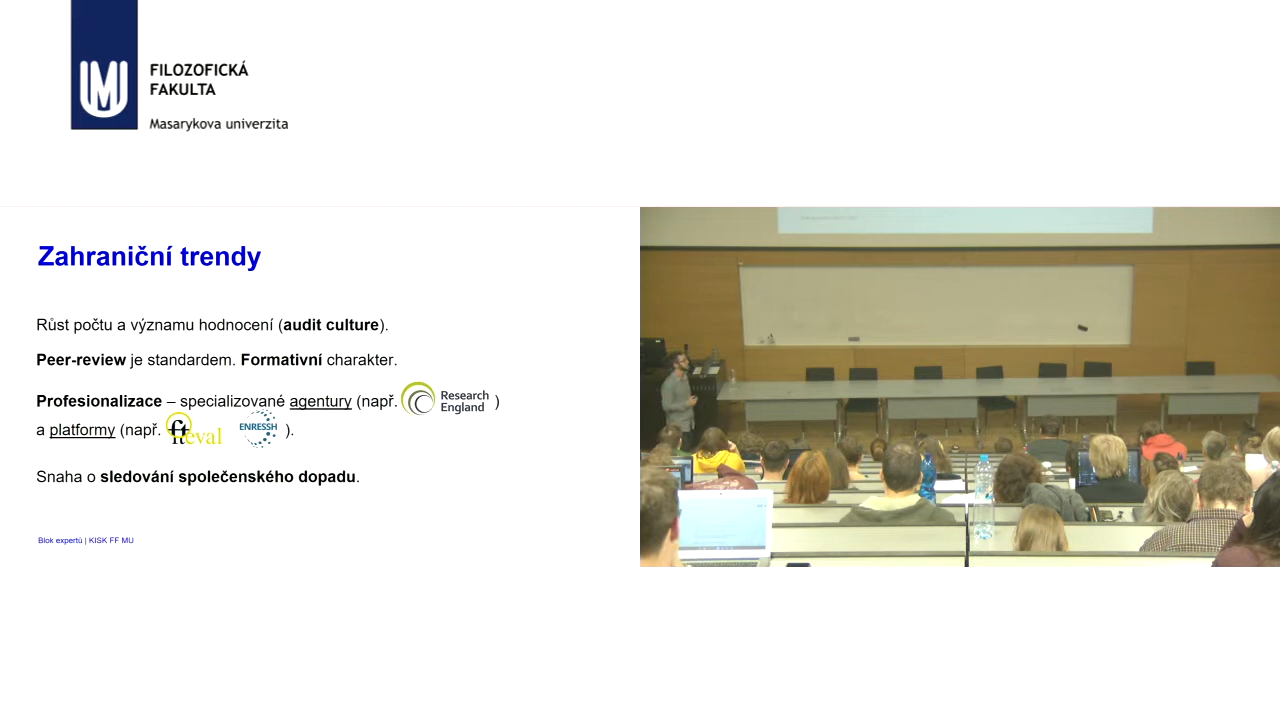 FILOZOFICKÁ
FAKULTA
Masarykova univerzita
Zahraniční trendy
Růst počtu a významu hodnocení (audit culture).
Peer-review je standardem. Formativní charakter.
Profesionalizace – specializované agentury (např. Research England )
a platformy (např. fteval ENRESSH ).
Snaha o sledování společenského dopadu.
Blok expertů | KISK FF MU